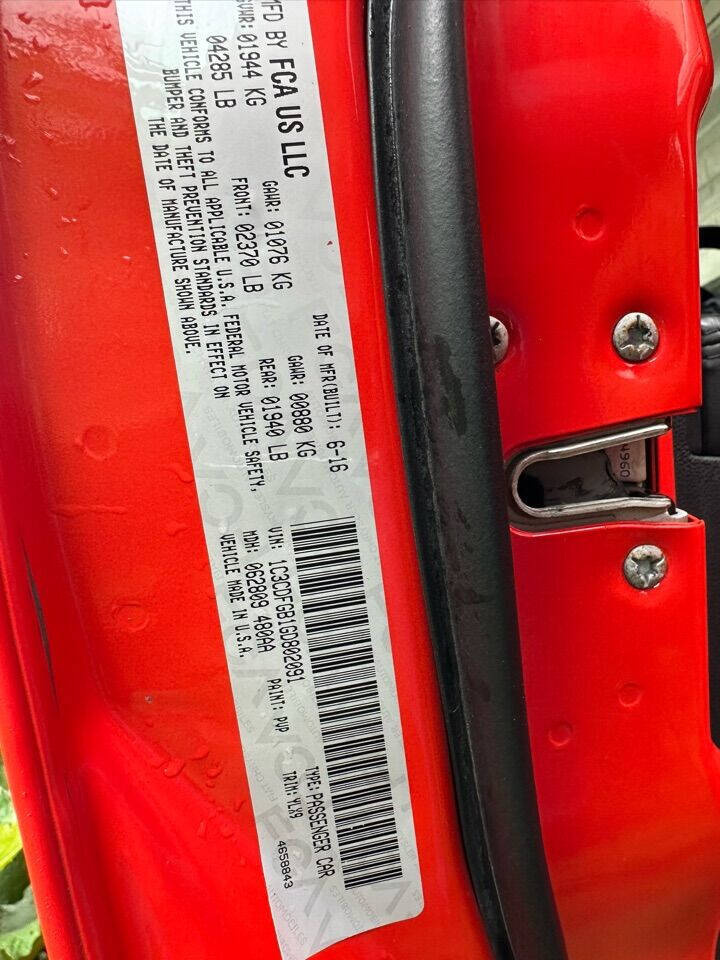 MFD BY FCA US LLC
GVWR: 01944 KG
04285 LB
GAWR: 01076 KG
FRONT: 02370 LB
DATE OF MFR(BUILT): 6-16
GAWR: 00880 KG
REAR: 01940 LB
THIS VEHICLE CONFORMS TO ALL APPLICABLE U.S.A. FEDERAL MOTOR VEHICLE SAFETY,
BUMPER AND THEFT PREVENTION STANDARDS IN EFFECT ON
THE DATE OF MANUFACTURE SHOWN ABOVE.
VIN: 1C3CDFGB1GD802091
TYPE: PASSENGER CAR
MDH: 062809 480AA
PAINT: PVP
TRIM: YLX9
VEHICLE MADE IN U.S.A.
4658843